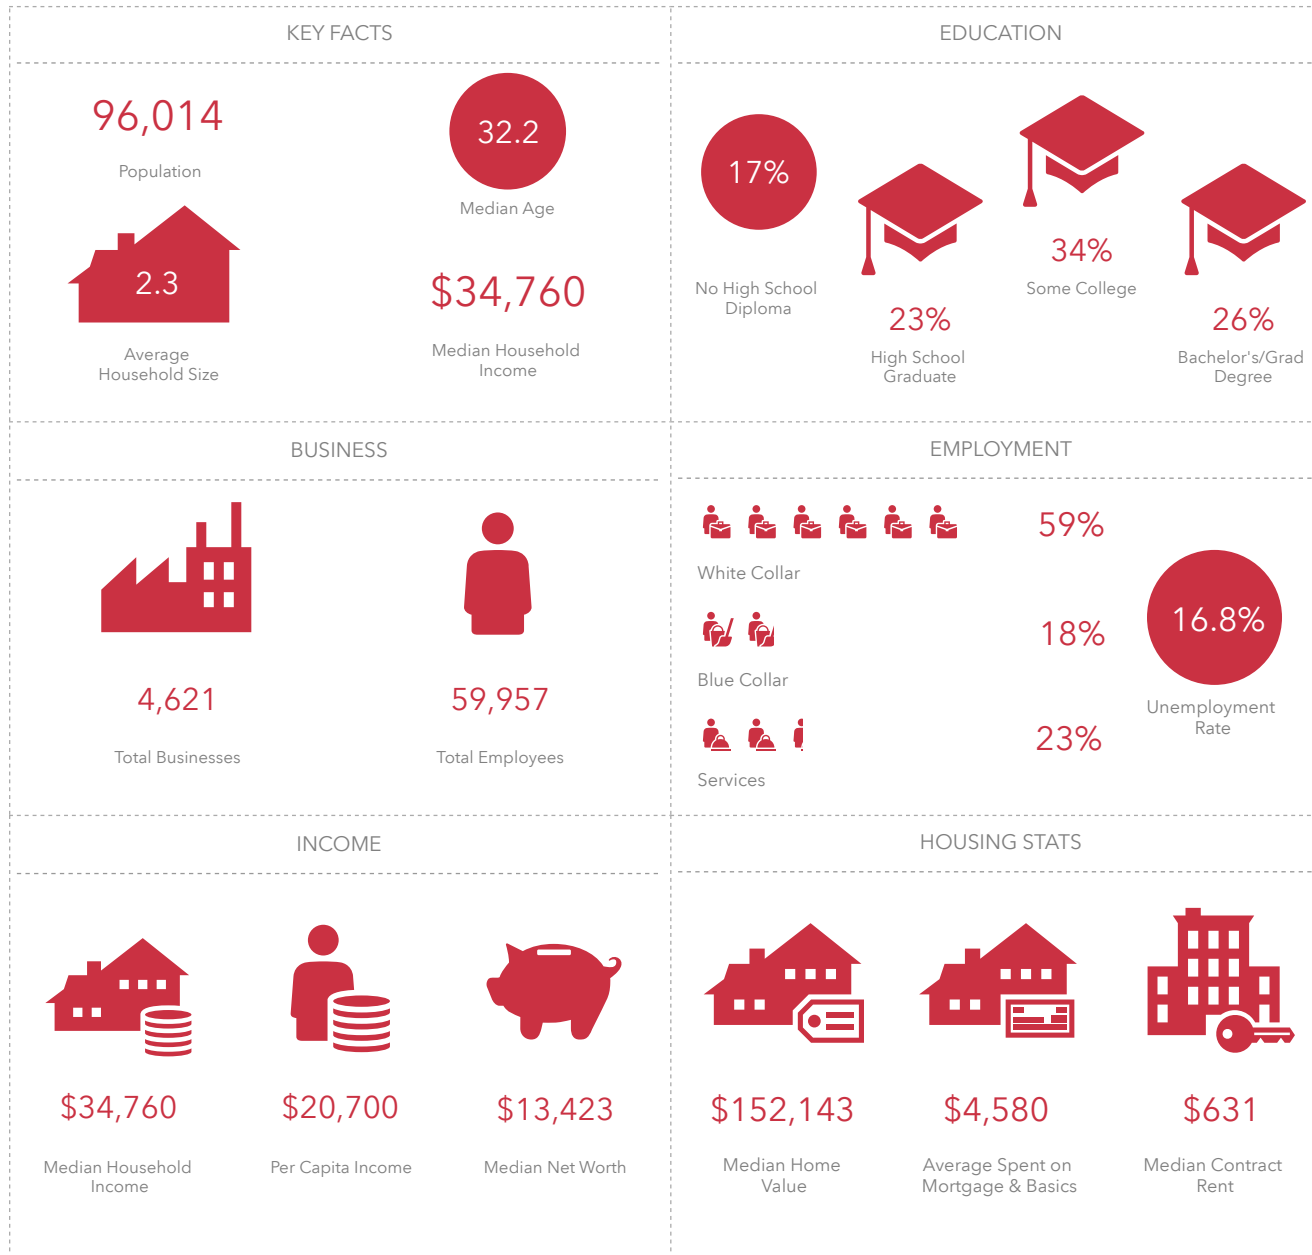 KEY FACTS
96,014
Population
32.2
Median Age
2.3
Average
Household Size
$34,760
Median Household
Income
EDUCATION
17%
No High School
Diploma
23%
High School
Graduate
34%
Some College
26%
Bachelor's/Grad
Degree
BUSINESS
4,621
Total Businesses
59,957
Total Employees
EMPLOYMENT
59%
White Collar
18%
Blue Collar
23%
Services
16.8%
Unemployment
Rate
INCOME
$34,760
Median Household
Income
$20,700
Per Capita Income
$13,423
Median Net Worth
HOUSING STATS
$152,143
Median Home
Value
$4,580
Average Spent on
Mortgage & Basics
$631
Median Contract
Rent